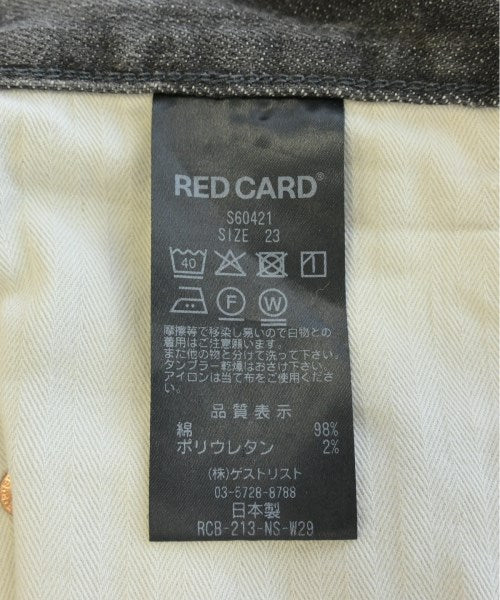 RED CARD®
S60421
SIZE 23
40
F W
摩擦等で移染し易いので白物との
着用はご注意願います。
また他の物と分けて洗って下さい。
タンブラー乾燥はおさけ下さい。
アイロンは当て布をご使用くださ
い。
品質表示
綿 98%
ポリウレタン 2%
(株)ゲストリスト
03-5728-8788
日本製
RCB-213-NS-W29